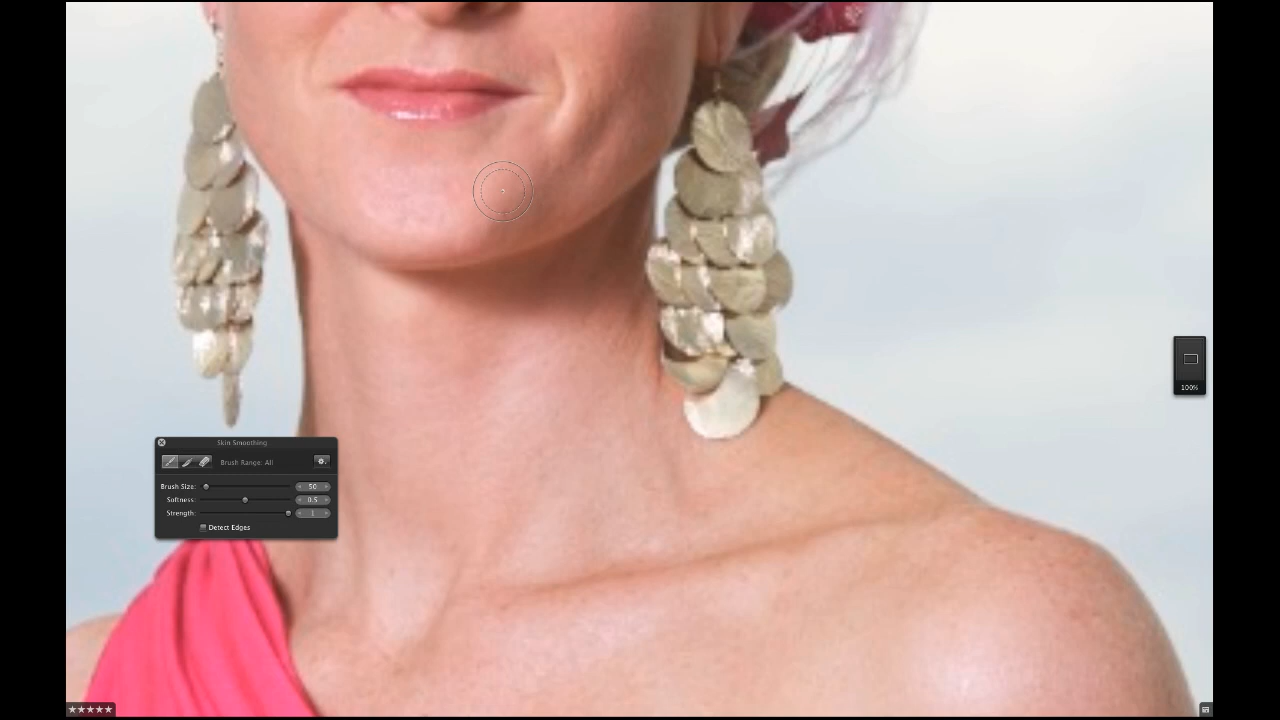 Skin Smoothing
Brush Range: All
Brush Size: 50
Softness: 0.5
Strength: 1
Detect Edges
100%